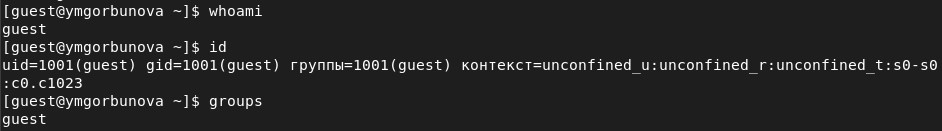 [guest@ymgorbunova ~]$ whoami
guest
[guest@ymgorbunova ~]$ id
uid=1001(guest) gid=1001(guest) группы=1001(guest) контекст=unconfined_u:unconfined_r:unconfined_t:s0-s0
:c0.c1023
[guest@ymgorbunova ~]$ groups
guest